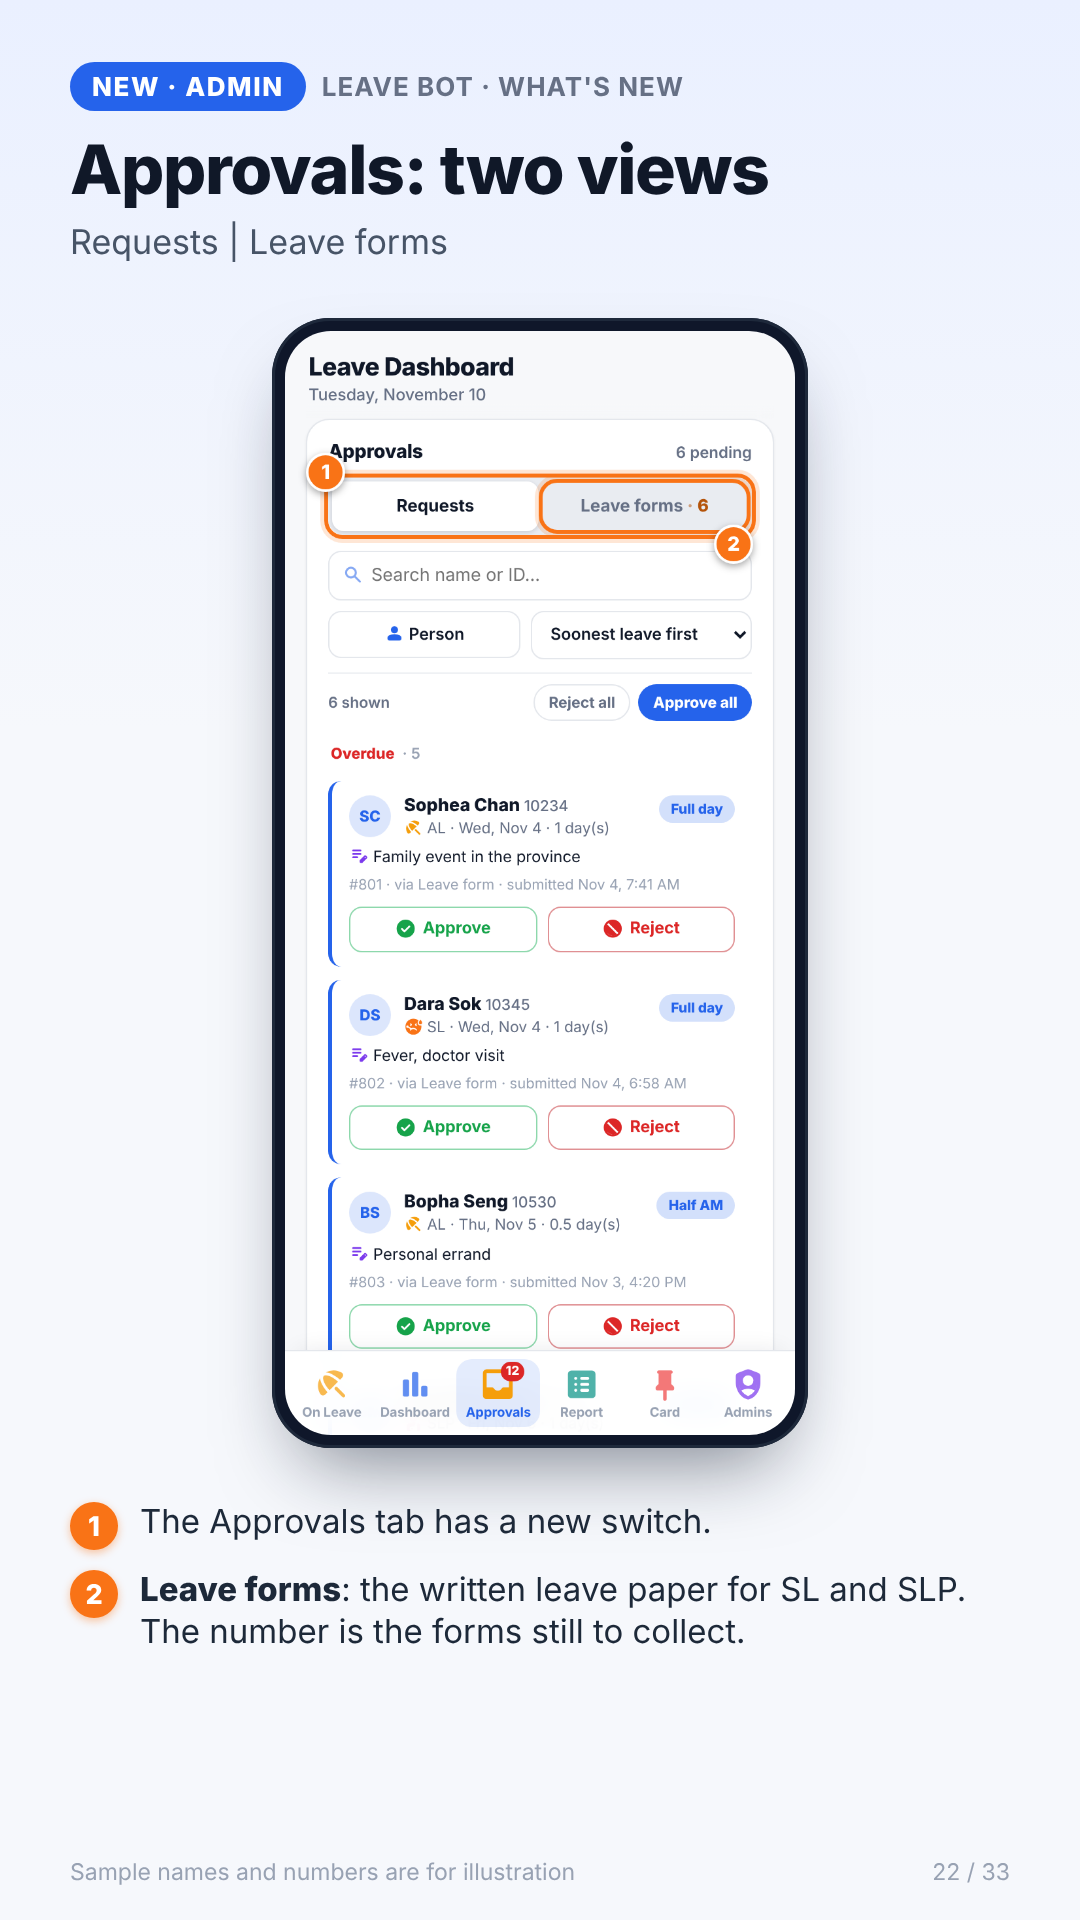 NEW · ADMIN LEAVE BOT · WHAT'S NEW
Approvals: two views
Requests | Leave forms
Leave Dashboard
Tuesday, November 10
Approvals 6 pending
1
Requests Leave forms · 6
2
Search name or ID...
Person Soonest leave first
6 shown Reject all Approve all
Overdue · 5
SC Sophea Chan 10234 Full day
AL · Wed, Nov 4 · 1 day(s)
Family event in the province
#801 · via Leave form · submitted Nov 4, 7:41 AM
Approve Reject
DS Dara Sok 10345 Full day
SL · Wed, Nov 4 · 1 day(s)
Fever, doctor visit
#802 · via Leave form · submitted Nov 4, 6:58 AM
Approve Reject
BS Bopha Seng 10530 Half AM
AL · Thu, Nov 5 · 0.5 day(s)
Personal errand
#803 · via Leave form · submitted Nov 3, 4:20 PM
Approve Reject
12
On Leave Dashboard Approvals Report Card Admins
1 The Approvals tab has a new switch.
2 Leave forms: the written leave paper for SL and SLP.
The number is the forms still to collect.
Sample names and numbers are for illustration 22 / 33